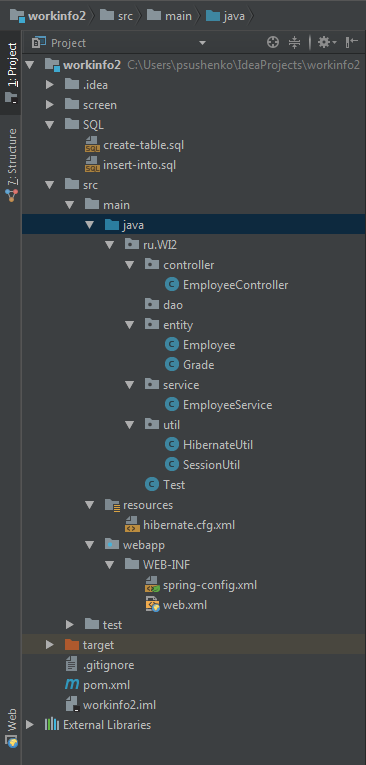 workinfo2 src main java
Project
workinfo2 C:\Users\psushenko\IdeaProjects\workinfo2
.idea
screen
SQL
create-table.sql
insert-into.sql
src
main
java
ru.WI2
controller
EmployeeController
dao
entity
Employee
Grade
service
EmployeeService
util
HibernateUtil
SessionUtil
Test
resources
hibernate.cfg.xml
webapp
WEB-INF
spring-config.xml
web.xml
test
target
.gitignore
pom.xml
workinfo2.iml
External Libraries
1: Project
7: Structure
Web